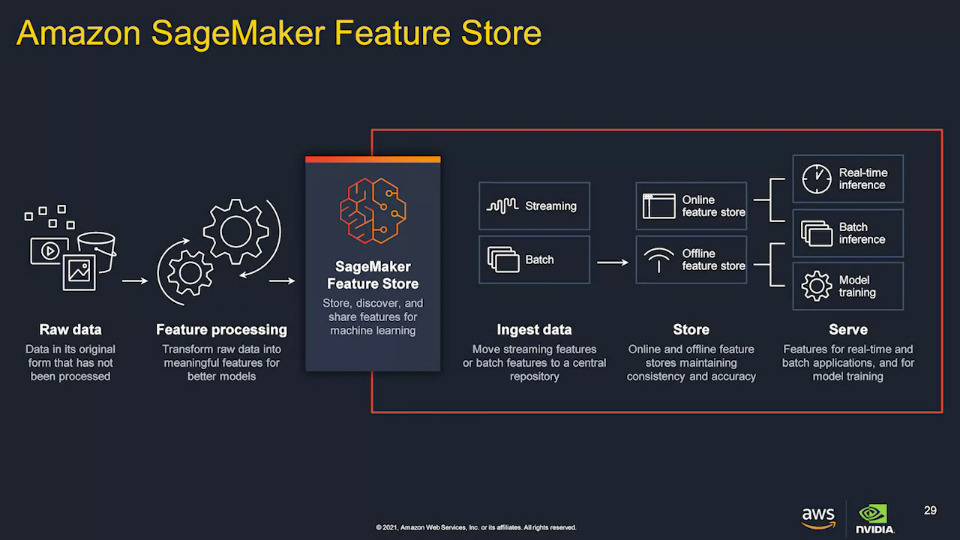 Amazon SageMaker Feature Store
Raw data
Data in its original
form that has not
been processed
Feature processing
Transform raw data into
meaningful features for
better models
SageMaker
Feature Store
Store, discover, and
share features for
machine learning
Streaming
Batch
Ingest data
Move streaming features
or batch features to a central
repository
Online
feature store
Offline
feature store
Store
Online and offline feature
stores maintaining
consistency and accuracy
Real-time
inference
Batch
inference
Model
training
Serve
Features for real-time and
batch applications, and for
model training
© 2021, Amazon Web Services, Inc. or its affiliates. All rights reserved.
aws
NVIDIA.
29